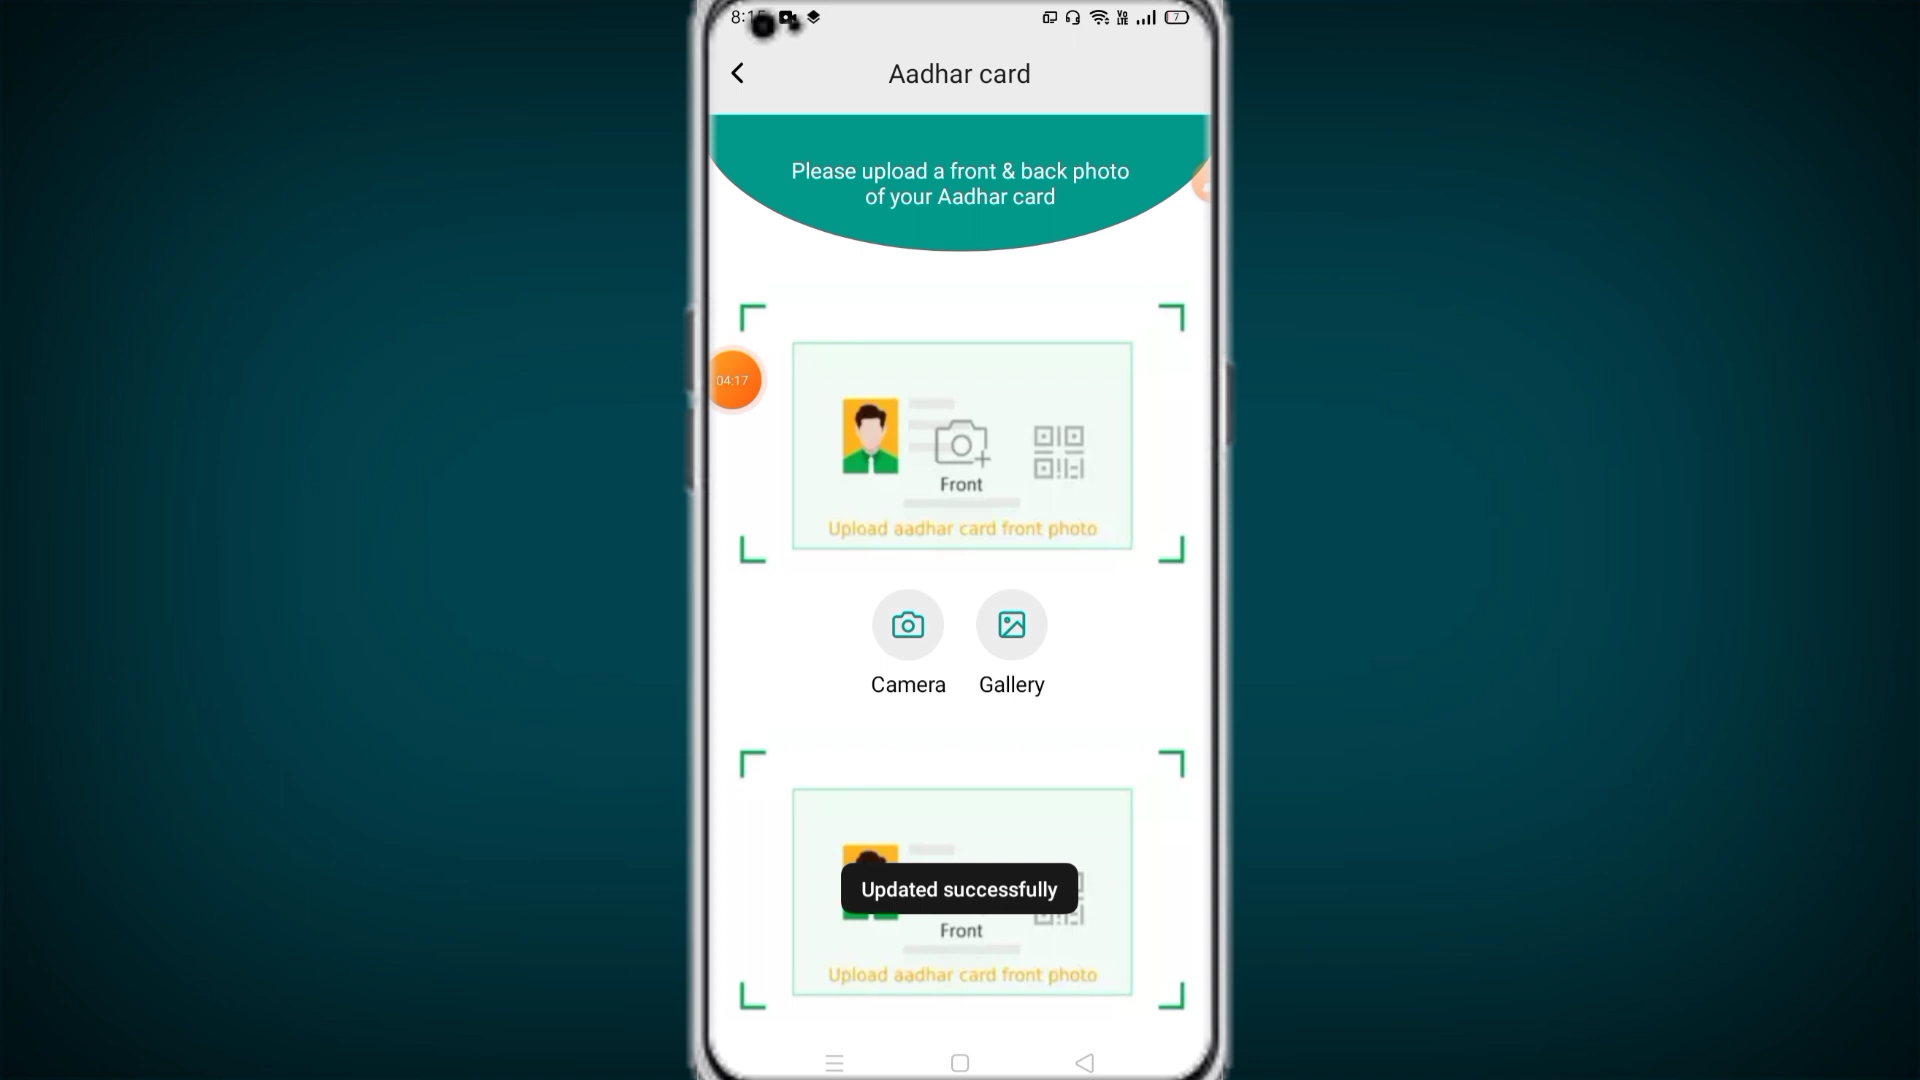 Aadhar card
Please upload a front & back photo
of your Aadhar card
04:17
Front
Upload aadhar card front photo
Camera
Gallery
Updated successfully
Front
Upload aadhar card front photo